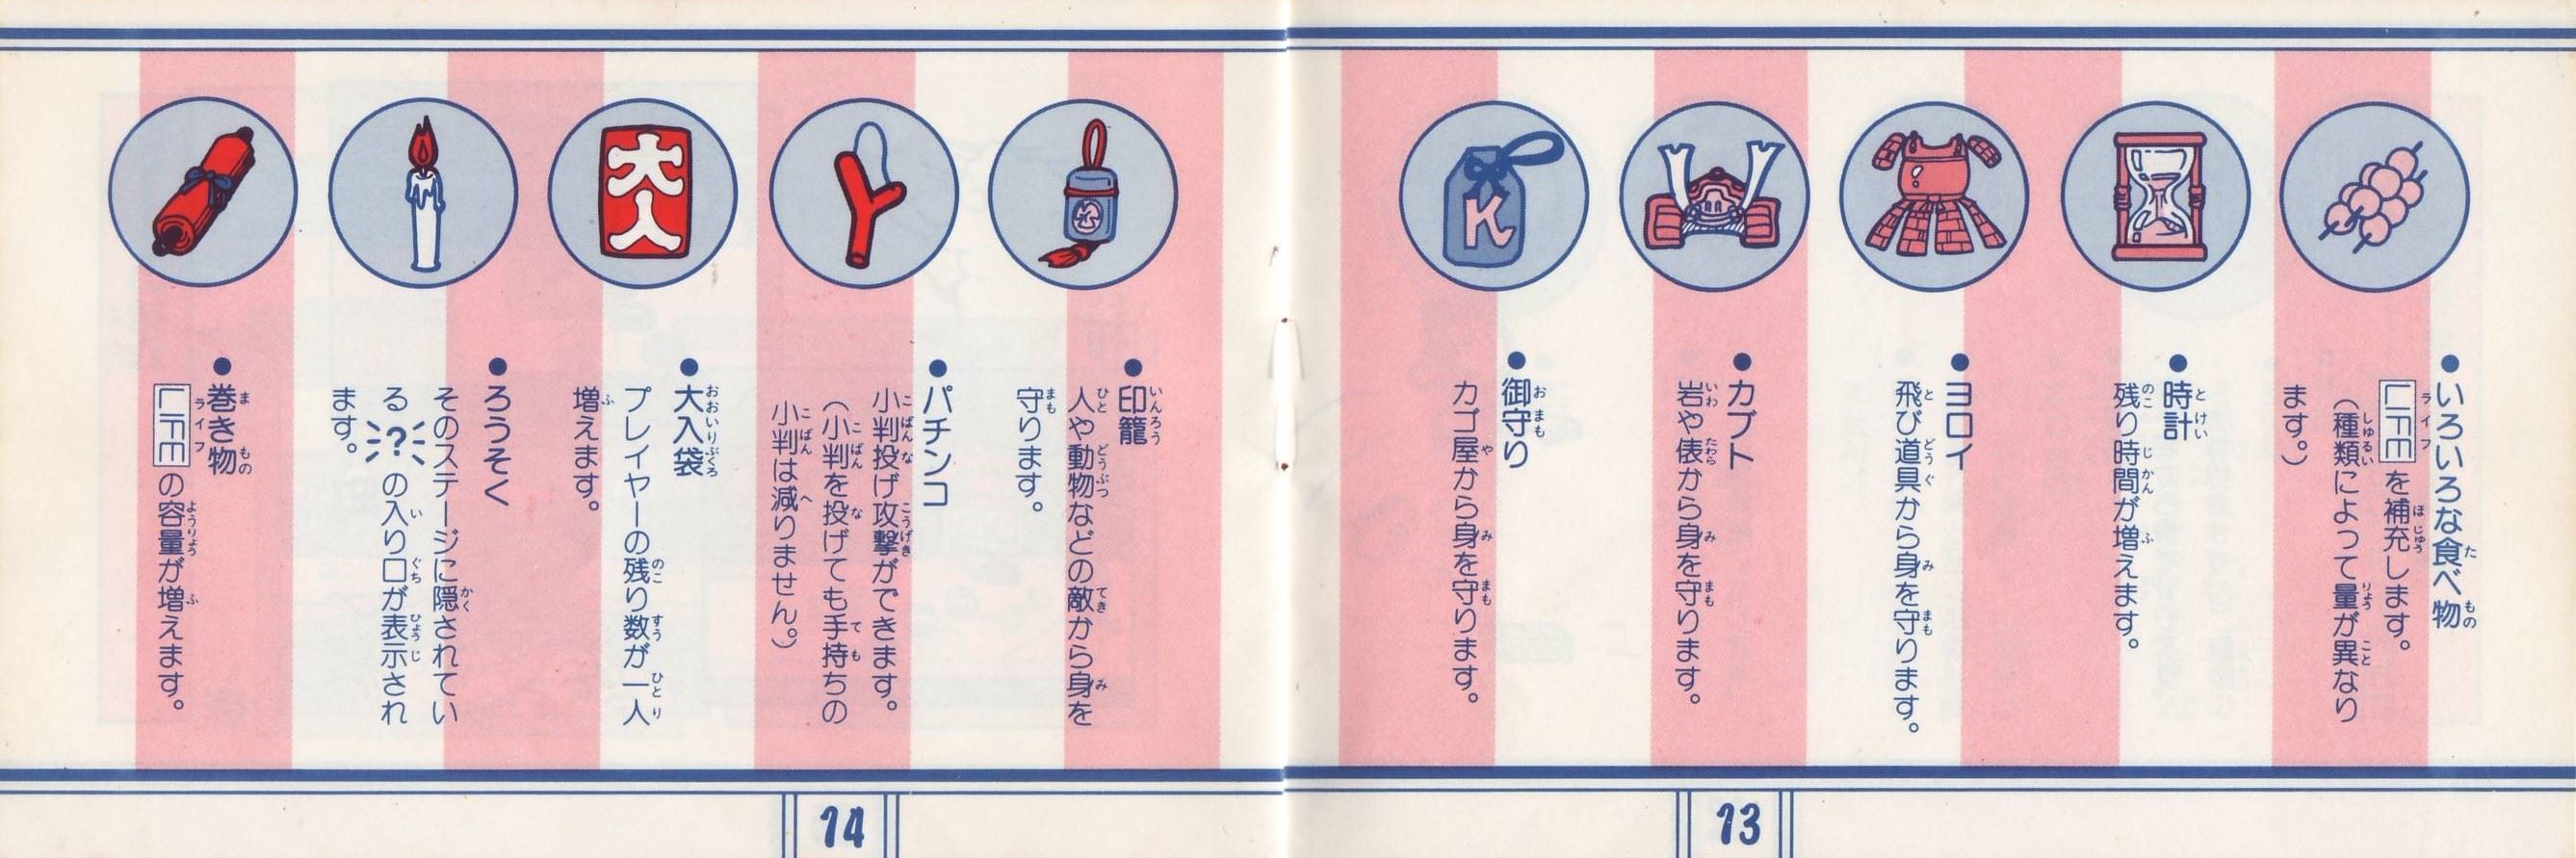 ●いろいろな食べ物
LIFEを補充します。
(種類によって量が異なり
ます。)
●時計
残り時間が増えます。
●ヨロイ
飛び道具から身を守ります。
●カブト
岩や俵から身を守ります。
●御守り
カゴ屋から身を守ります。
K
13
●印籠
人や動物などの敵から身を
守ります。
●パチンコ
小判投げ攻撃ができます。
(小判を投げても手持ちの
小判は減りません。)
●大入袋
プレイヤーの残り数が一人
増えます。
大入
●ろうそく
そのステージに隠されてい
る?の入り口が表示され
ます。
●巻き物
LIFEの容量が増えます。
14